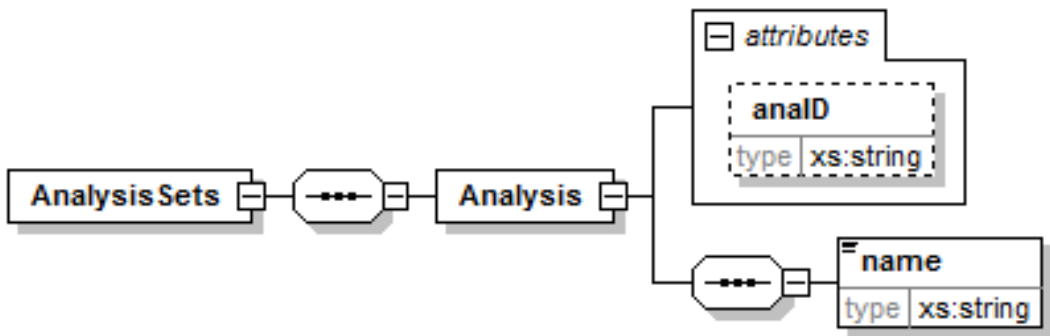 attributes
anaID
type xs:string
AnalysisSets
Analysis
name
type xs:string